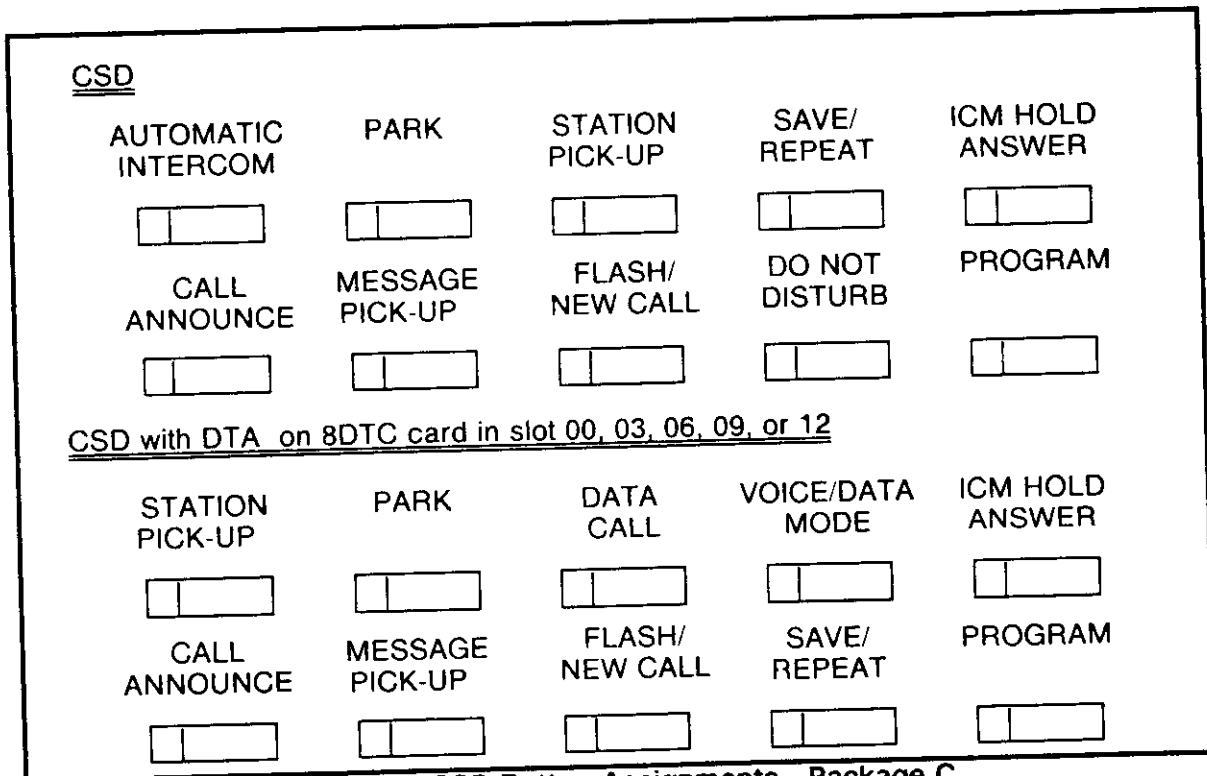 CSD
AUTOMATIC INTERCOM PARK STATION PICK-UP SAVE/ REPEAT ICM HOLD ANSWER
CALL ANNOUNCE MESSAGE PICK-UP FLASH/ NEW CALL DO NOT DISTURB PROGRAM
CSD with DTA on 8DTC card in slot 00, 03, 06, 09, or 12
STATION PICK-UP PARK DATA CALL VOICE/DATA MODE ICM HOLD ANSWER
CALL ANNOUNCE MESSAGE PICK-UP FLASH/ NEW CALL SAVE/ REPEAT PROGRAM
Button Assignments - Package C